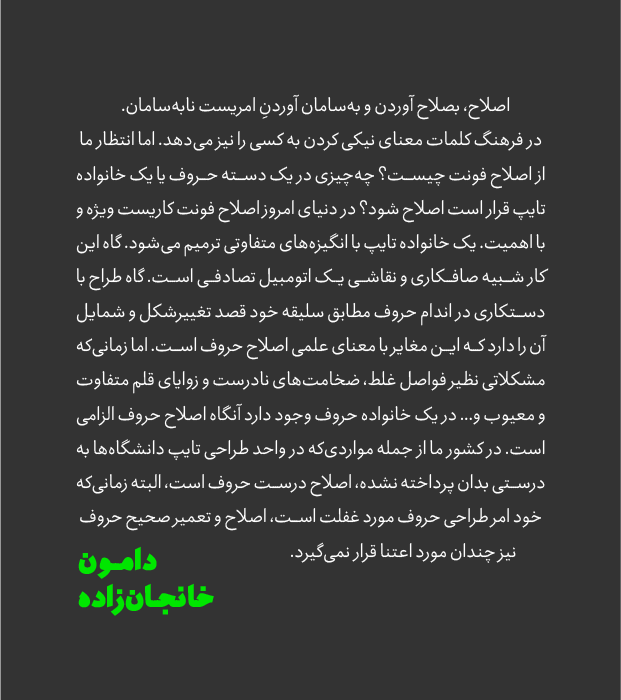 اصلاح، بصلاح آوردن و به‌سامان آوردنِ امریست نابه‌سامان.
در فرهنگ کلمات معنای نیکی کردن به کسی را نیز می‌دهد. اما انتظار ما
از اصلاح فونت چیست؟ چه‌چیزی در یک دسته حروف یا یک خانواده
تایپ قرار است اصلاح شود؟ در دنیای امروز اصلاح فونت کاریست ویژه و
با اهمیت. یک خانواده تایپ با انگیزه‌های متفاوتی ترمیم می‌شود. گاه این
کار شبیه صافکاری و نقاشی یک اتومبیل تصادفی است. گاه طراح با
دستکاری در اندام حروف مطابق سلیقه خود قصد تغییرشکل و شمایل
آن را دارد که این مغایر با معنای علمی اصلاح حروف است. اما زمانی‌که
مشکلاتی نظیر فواصل غلط، ضخامت‌های نادرست و زوایای قلم متفاوت
و معیوب و... در یک خانواده حروف وجود دارد آنگاه اصلاح حروف الزامی
است. در کشور ما از جمله مواردی‌که در واحد طراحی تایپ دانشگاه‌ها به
درستی بدان پرداخته نشده، اصلاح درست حروف است، البته زمانی‌که
خود امر طراحی حروف مورد غفلت است، اصلاح و تعمیر صحیح حروف
نیز چندان مورد اعتنا قرار نمی‌گیرد.
دامون
خانجان‌زاده